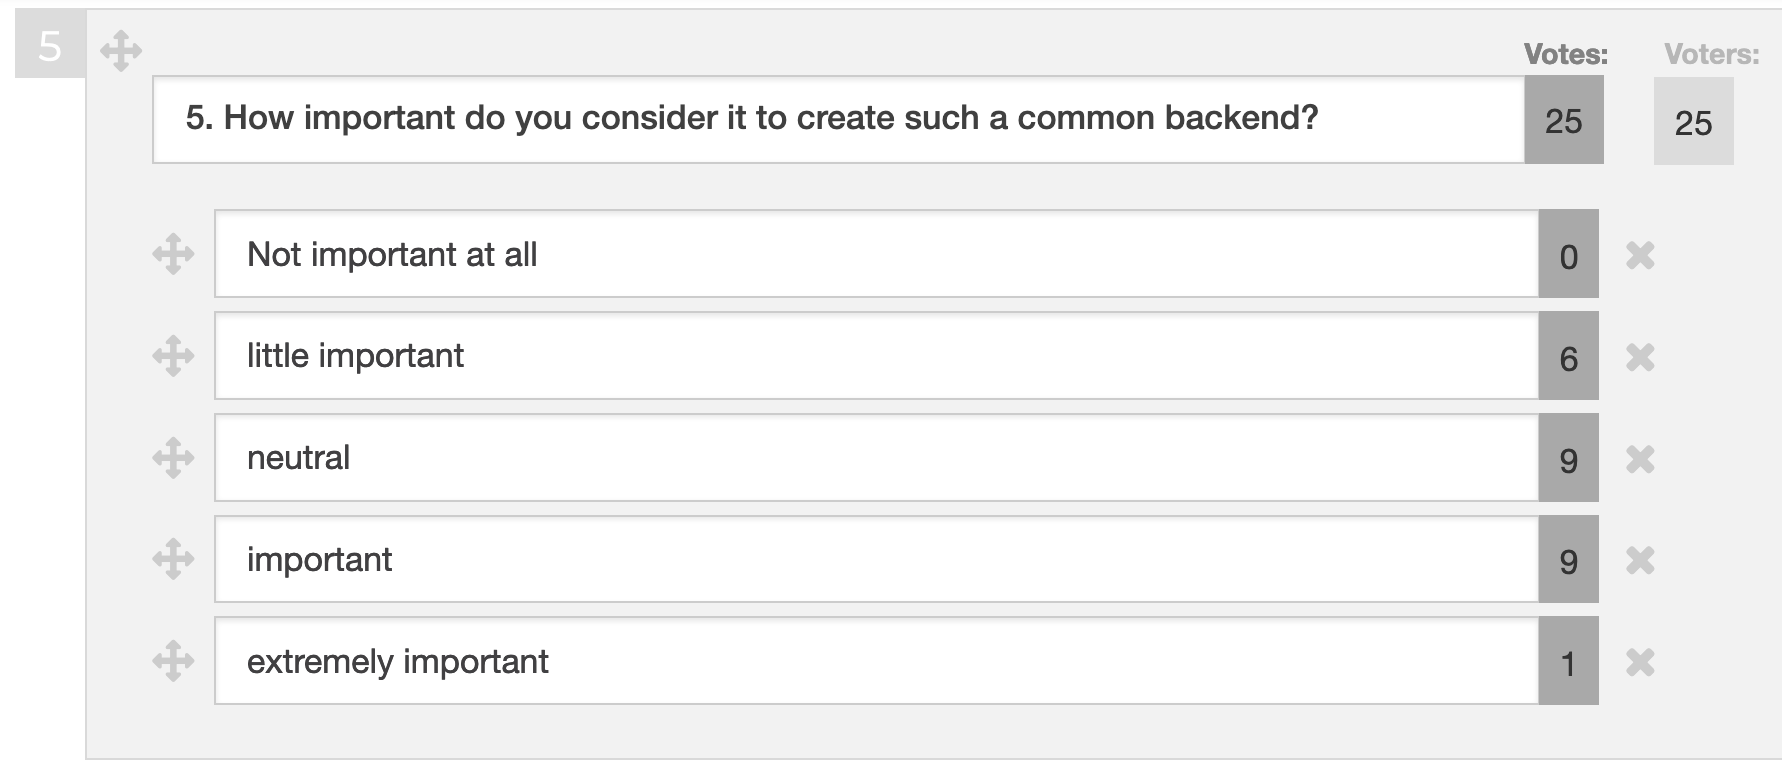 5
Votes: Voters:
5. How important do you consider it to create such a common backend? 25 25
Not important at all 0
little important 6
neutral 9
important 9
extremely important 1